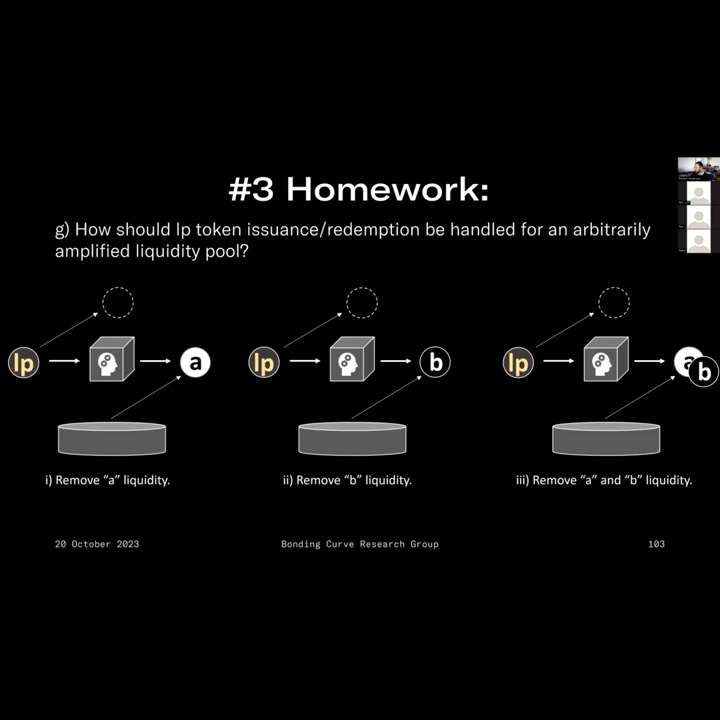 #3 Homework:
g) How should lp token issuance/redemption be handled for an arbitrarily
amplified liquidity pool?
lp a lp b lp a b
i) Remove “a” liquidity. ii) Remove “b” liquidity. iii) Remove “a” and “b” liquidity.
20 October 2023 Bonding Curve Research Group 103